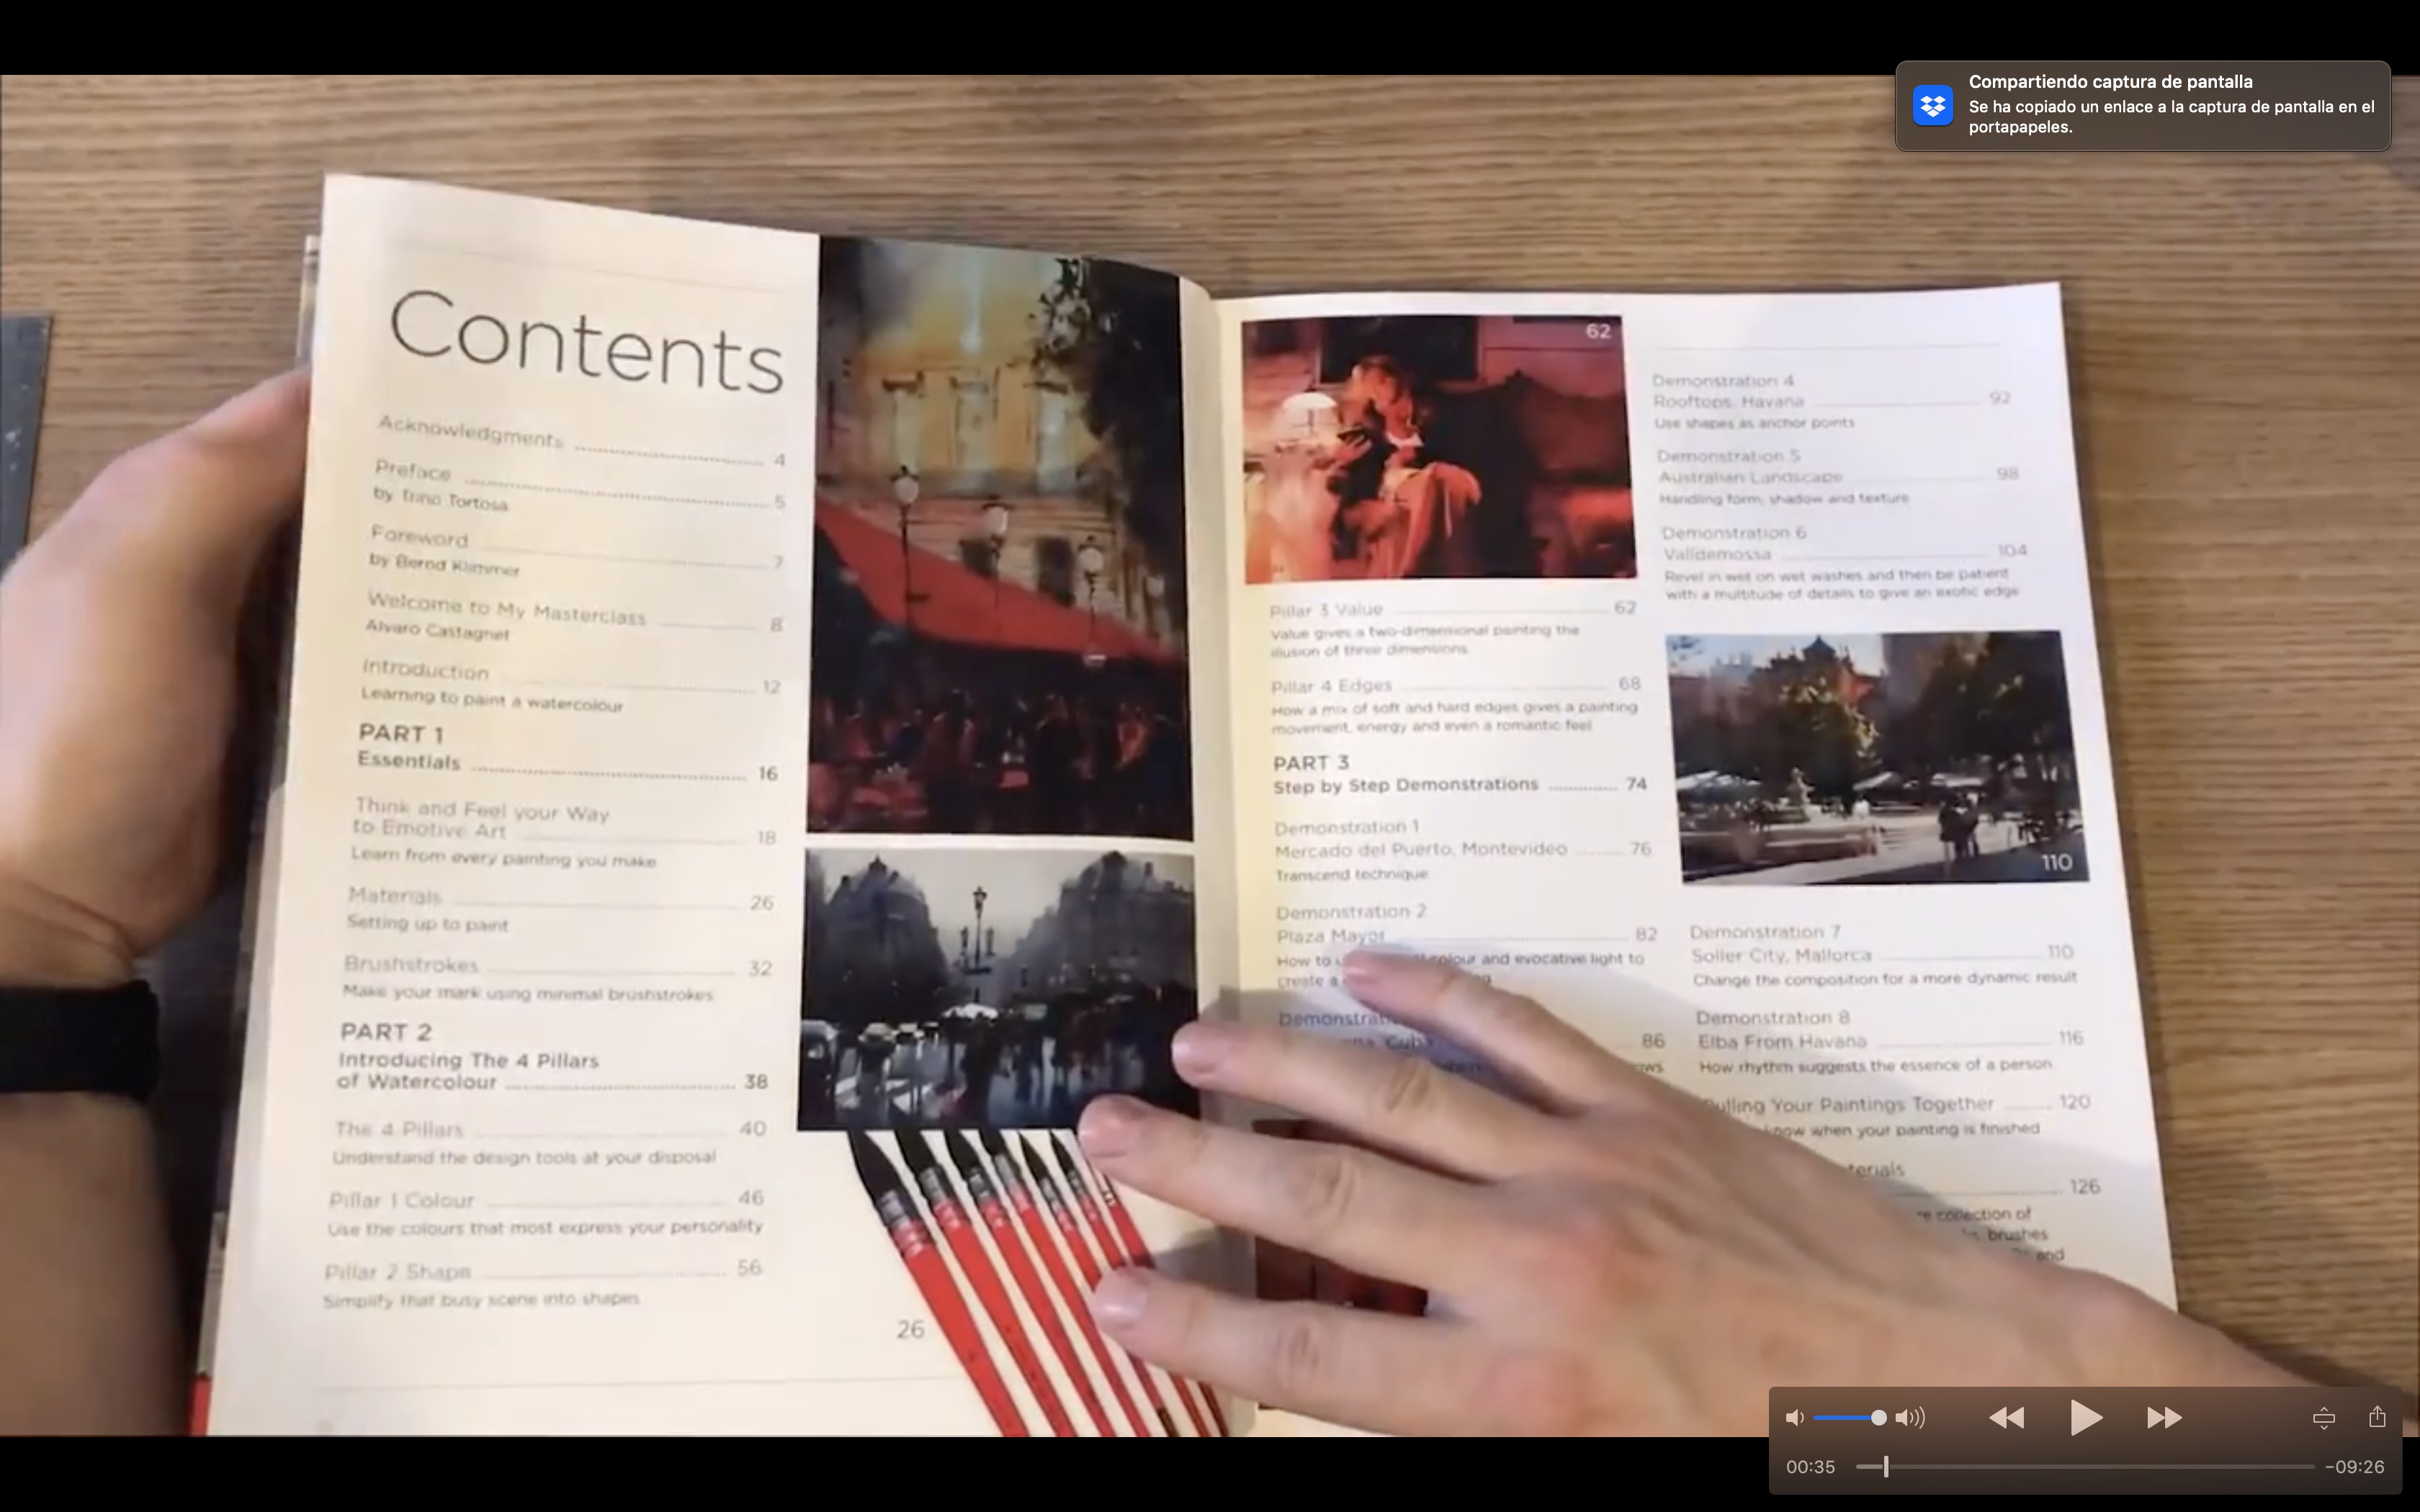 Compartiendo captura de pantalla
Se ha copiado un enlace a la captura de pantalla en el
portapapeles.
Contents
Acknowledgments 4
Preface 5
by Trino Tortosa
Foreword 7
by Bernd Klimmer
Welcome to My Masterclass 8
Alvaro Castagnet
Introduction 12
Learning to paint a watercolour
PART 1
Essentials 16
Think and Feel your Way
to Emotive Art 18
Learn from every painting you make
Materials 26
Setting up to paint
Brushstrokes 32
Make your mark using minimal brushstrokes
PART 2
Introducing The 4 Pillars
of Watercolour 38
The 4 Pillars 40
Understand the design tools at your disposal
Pillar 1 Colour 46
Use the colours that most express your personality
Pillar 2 Shape 56
Simplify that busy scene into shapes
26
62
Pillar 3 Value 62
Value gives a two-dimensional painting the
illusion of three dimensions
Pillar 4 Edges 68
How a mix of soft and hard edges gives a painting
movement, energy and even a romantic feel
PART 3
Step by Step Demonstrations 74
Demonstration 1
Mercado del Puerto, Montevideo 76
Transcend technique
Demonstration 2
Plaza Mayor 82
How to colour and evocative light to
create a
Cuba 86
Demonstration 4
Rooftops, Havana 92
Use shapes as anchor points
Demonstration 5
Australian Landscape 98
Handling form, shadow and texture
Demonstration 6
Valldemossa 104
Revel in wet on wet washes and then be patient
with a multitude of details to give an exotic edge
110
Demonstration 7
Soller City, Mallorca 110
Change the composition for a more dynamic result
Demonstration 8
Elba From Havana 116
How rhythm suggests the essence of a person
Pulling Your Paintings Together 120
know when your painting is finished
126
collection of
brushes
and
00:35
-09:26